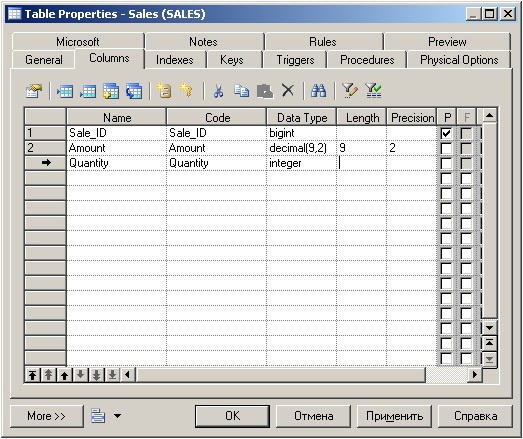 Table Properties - Sales (SALES)
Microsoft Notes Rules Preview
General Columns Indexes Keys Triggers Procedures Physical Options
Name Code Data Type Length Precision P F
1 Sale_ID Sale_ID bigint
2 Amount Amount decimal(9,2) 9 2
Quantity Quantity integer
More >> OK Отмена Применить Справка